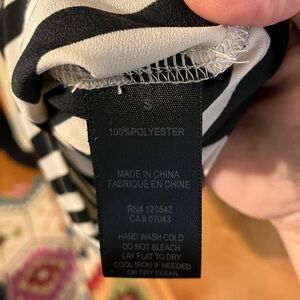 S
100%POLYESTER
MADE IN CHINA
FABRIQUE EN CHINE
RN# 120542
CA # 07043
HAND WASH COLD
DO NOT BLEACH
LAY FLAT TO DRY
COOL IRON IF NEEDED
OR DRY CLEAN